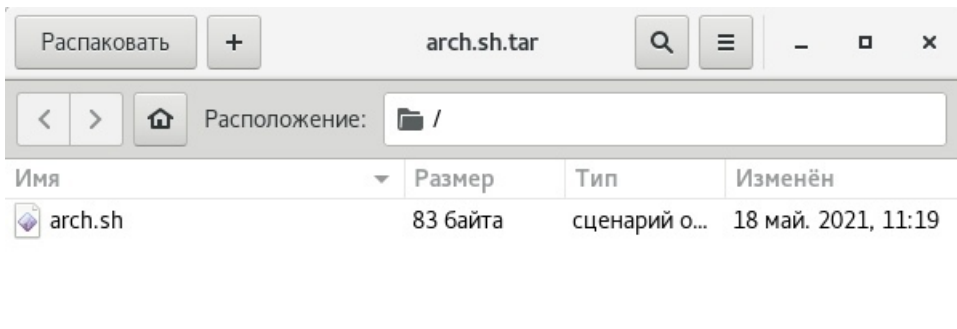 Распаковать + arch.sh.tar
Расположение: /
Имя Размер Тип Изменён
arch.sh 83 байта сценарий о... 18 май. 2021, 11:19